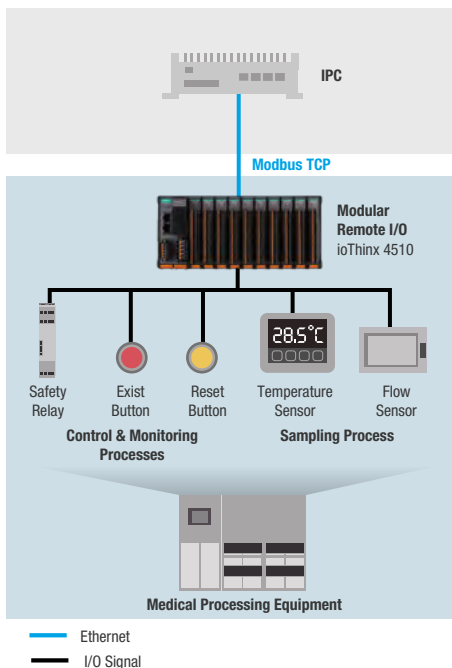 IPC
Modbus TCP
Modular
Remote I/O
ioThinx 4510
28.5°C
Safety
Relay
Exist
Button
Reset
Button
Temperature
Sensor
Flow
Sensor
Control & Monitoring
Processes
Sampling Process
Medical Processing Equipment
Ethernet
I/O Signal